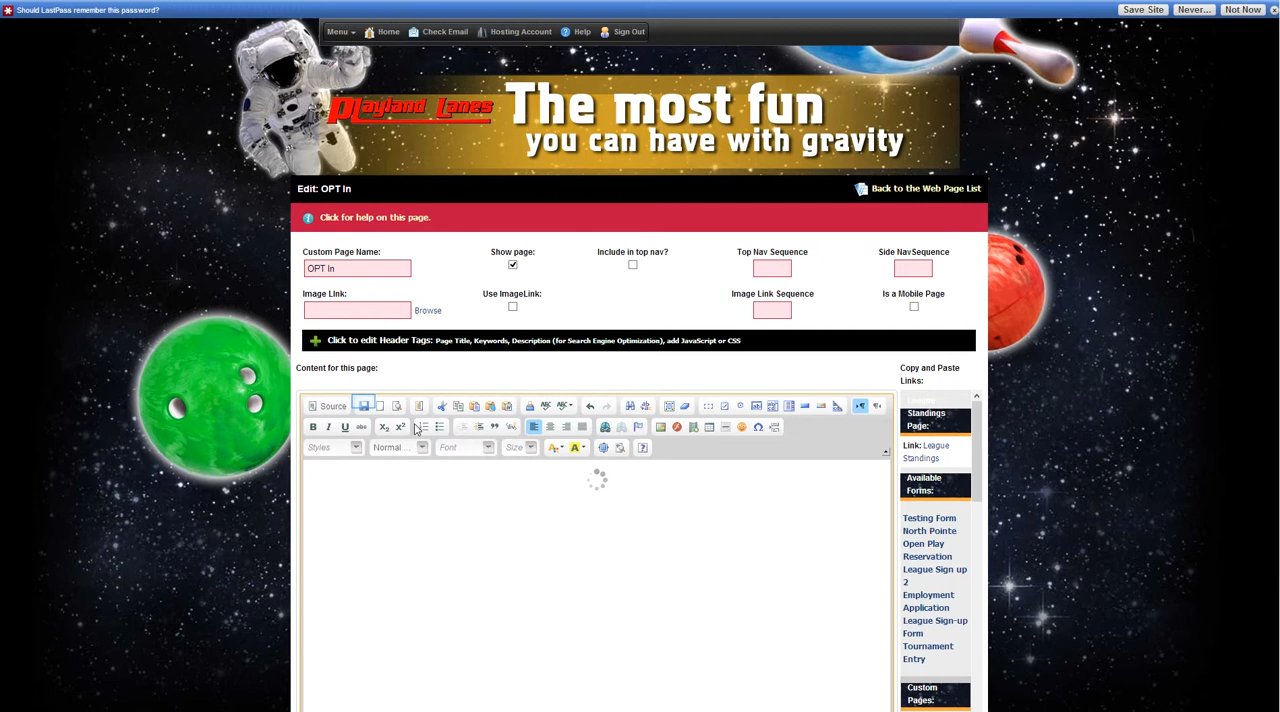 Should LastPass remember this password?
Save Site Never... Not Now
Menu Home Check Email Hosting Account Help Sign Out
Playland Lanes
The most fun
you can have with gravity
Edit: OPT In
Back to the Web Page List
Click for help on this page.
Custom Page Name: Show page: Include in top nav? Top Nav Sequence Side NavSequence
OPT In
Image LInk: Use ImageLink: Image Link Sequence Is a Mobile Page
Browse
Click to edit Header Tags: Page Title, Keywords, Description (for Search Engine Optimization), add JavaScript or CSS
Content for this page:
Copy and Paste
Links:
Source
Styles Normal ... Font Size
League
Standings
Page:
Link: League
Standings
Available
Forms:
Testing Form
North Pointe
Open Play
Reservation
League Sign up
2
Employment
Application
League Sign-up
Form
Tournament
Entry
Custom
Pages: